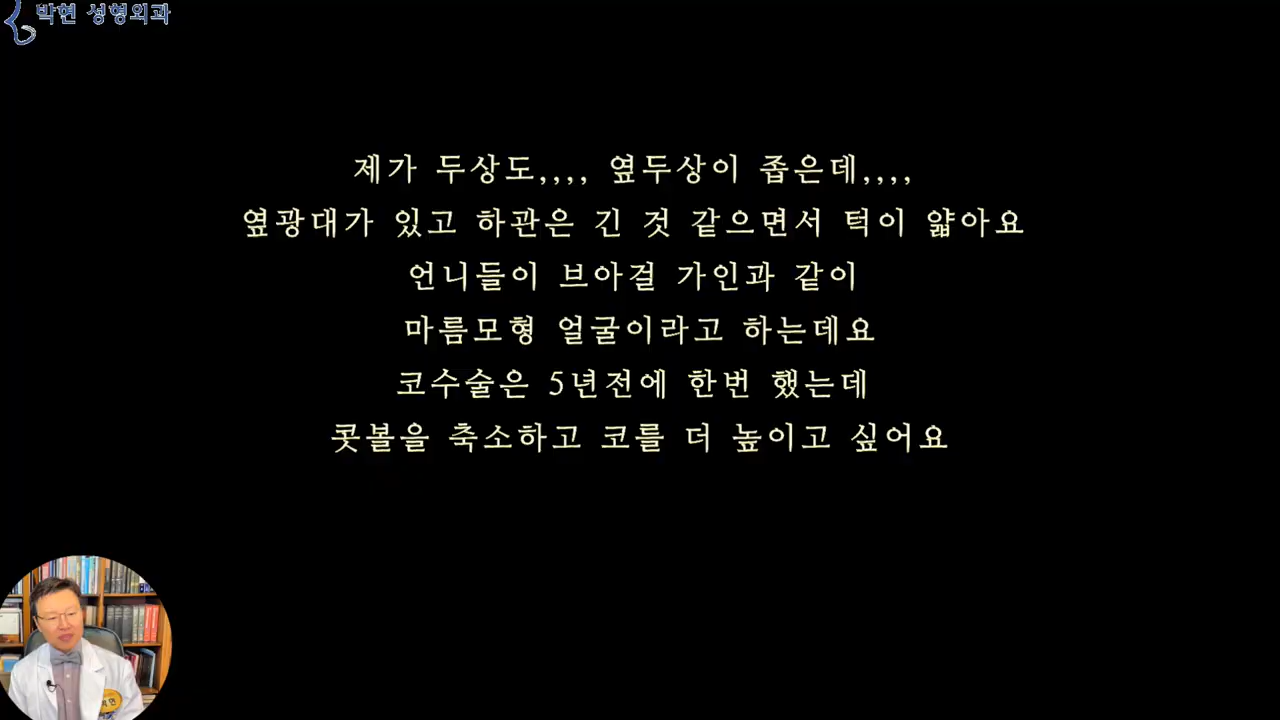 박현 성형외과
제가 두상도,,,, 옆두상이 좁은데,,,,
옆광대가 있고 하관은 긴 것 같으면서 턱이 얇아요
언니들이 브아걸 가인과 같이
마름모형 얼굴이라고 하는데요
코수술은 5년전에 한번 했는데
콧볼을 축소하고 코를 더 높이고 싶어요